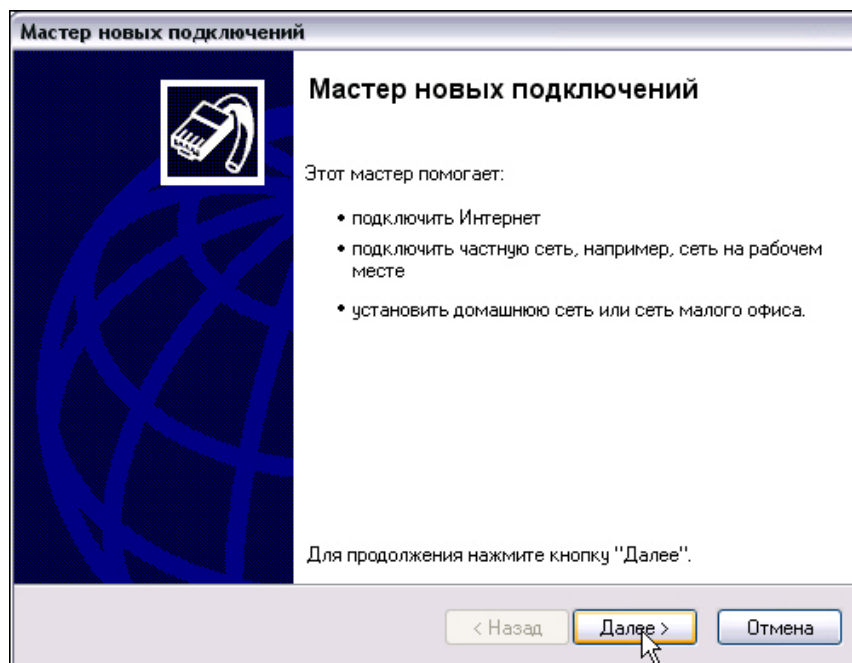 Мастер новых подключений
Мастер новых подключений
Этот мастер помогает:
• подключить Интернет
• подключить частную сеть, например, сеть на рабочем
месте
• установить домашнюю сеть или сеть малого офиса.
Для продолжения нажмите кнопку "Далее".
< Назад Далее > Отмена